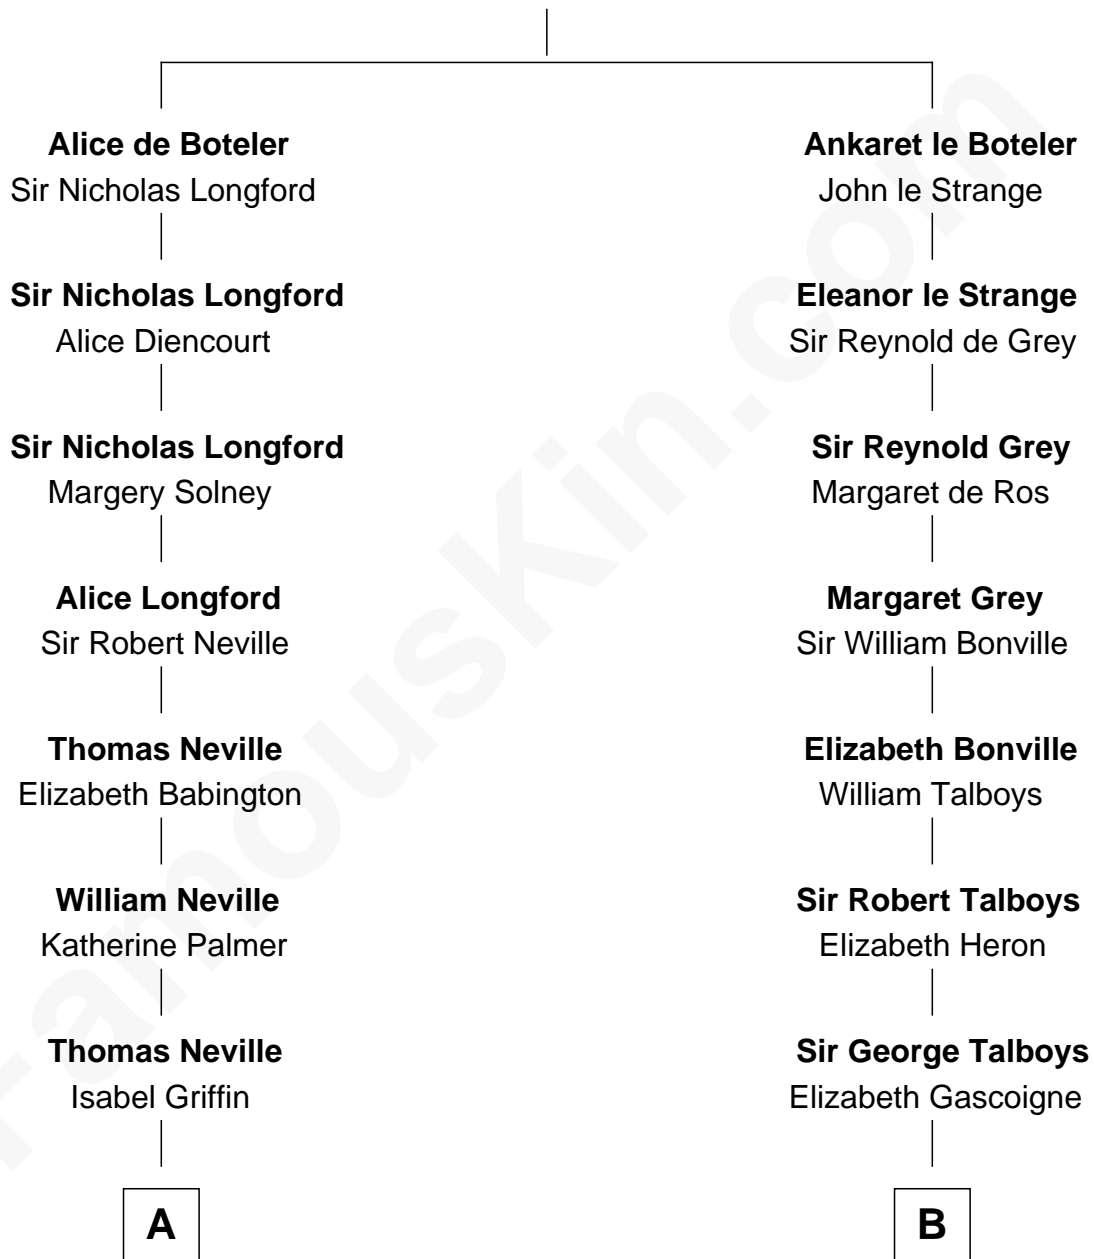 Alice de Boteler
Sir Nicholas Longford
Sir Nicholas Longford
Alice Diencourt
Sir Nicholas Longford
Margery Solney
Alice Longford
Sir Robert Neville
Thomas Neville
Elizabeth Babington
William Neville
Katherine Palmer
Thomas Neville
Isabel Griffin
A
Ankaret le Boteler
John le Strange
Eleanor le Strange
Sir Reynold de Grey
Sir Reynold Grey
Margaret de Ros
Margaret Grey
Sir William Bonville
Elizabeth Bonville
William Talboys
Sir Robert Talboys
Elizabeth Heron
Sir George Talboys
Elizabeth Gascoigne
B
FamousKin.com